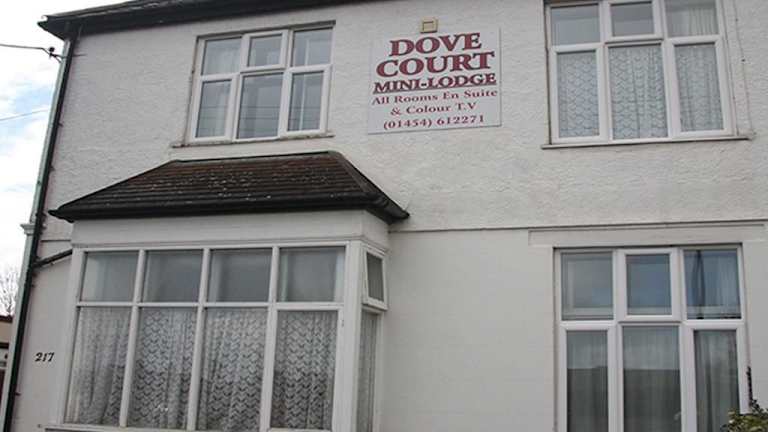 DOVE
COURT
MINI-LODGE
All Rooms En Suite
& Colour T.V
(01454) 612271
217